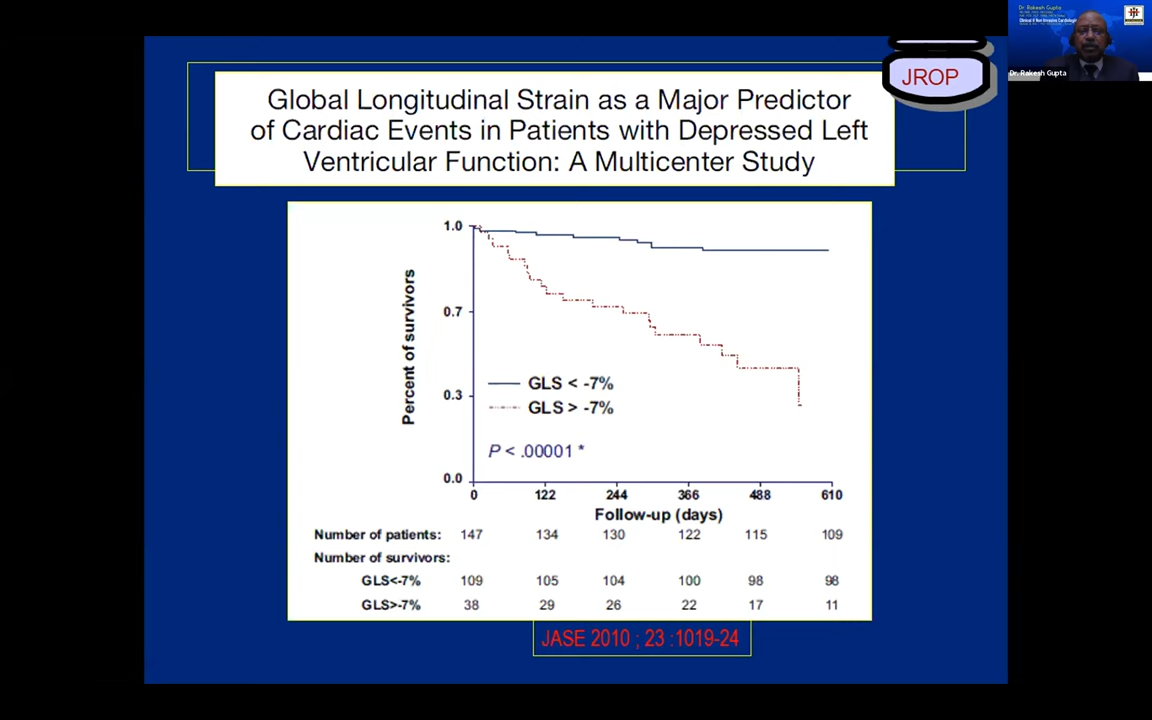 Dr. Rakesh Gupta
Dr. Rakesh Gupta
JROP
Global Longitudinal Strain as a Major Predictor
of Cardiac Events in Patients with Depressed Left
Ventricular Function: A Multicenter Study
Percent of survivors
1.0
0.7
0.3
0.0
GLS < -7%
GLS > -7%
P < .00001 *
0 122 244 366 488 610
Follow-up (days)
Number of patients: 147 134 130 122 115 109
Number of survivors:
GLS<-7% 109 105 104 100 98 98
GLS>-7% 38 29 26 22 17 11
JASE 2010 ; 23 :1019-24